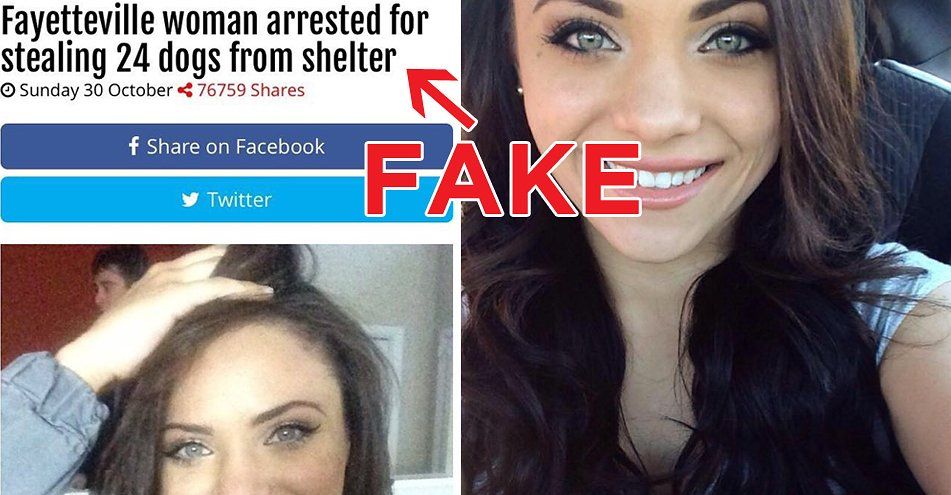 Fayetteville woman arrested for
stealing 24 dogs from shelter
Sunday 30 October 76759 Shares
Share on Facebook
FAKE
Twitter